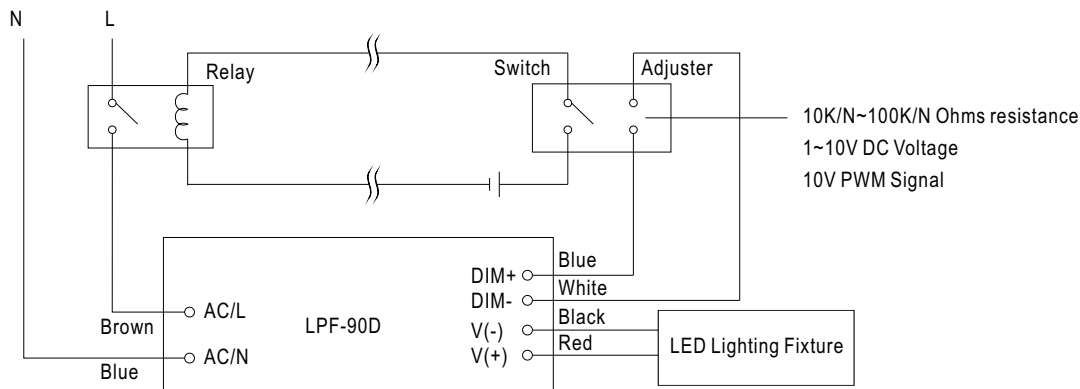 N
L
Relay
Switch
Adjuster
10K/N~100K/N Ohms resistance
1~10V DC Voltage
10V PWM Signal
Brown
AC/L
Blue
AC/N
LPF-90D
DIM+
Blue
DIM-
White
V(-)
Black
V(+)
Red
LED Lighting Fixture